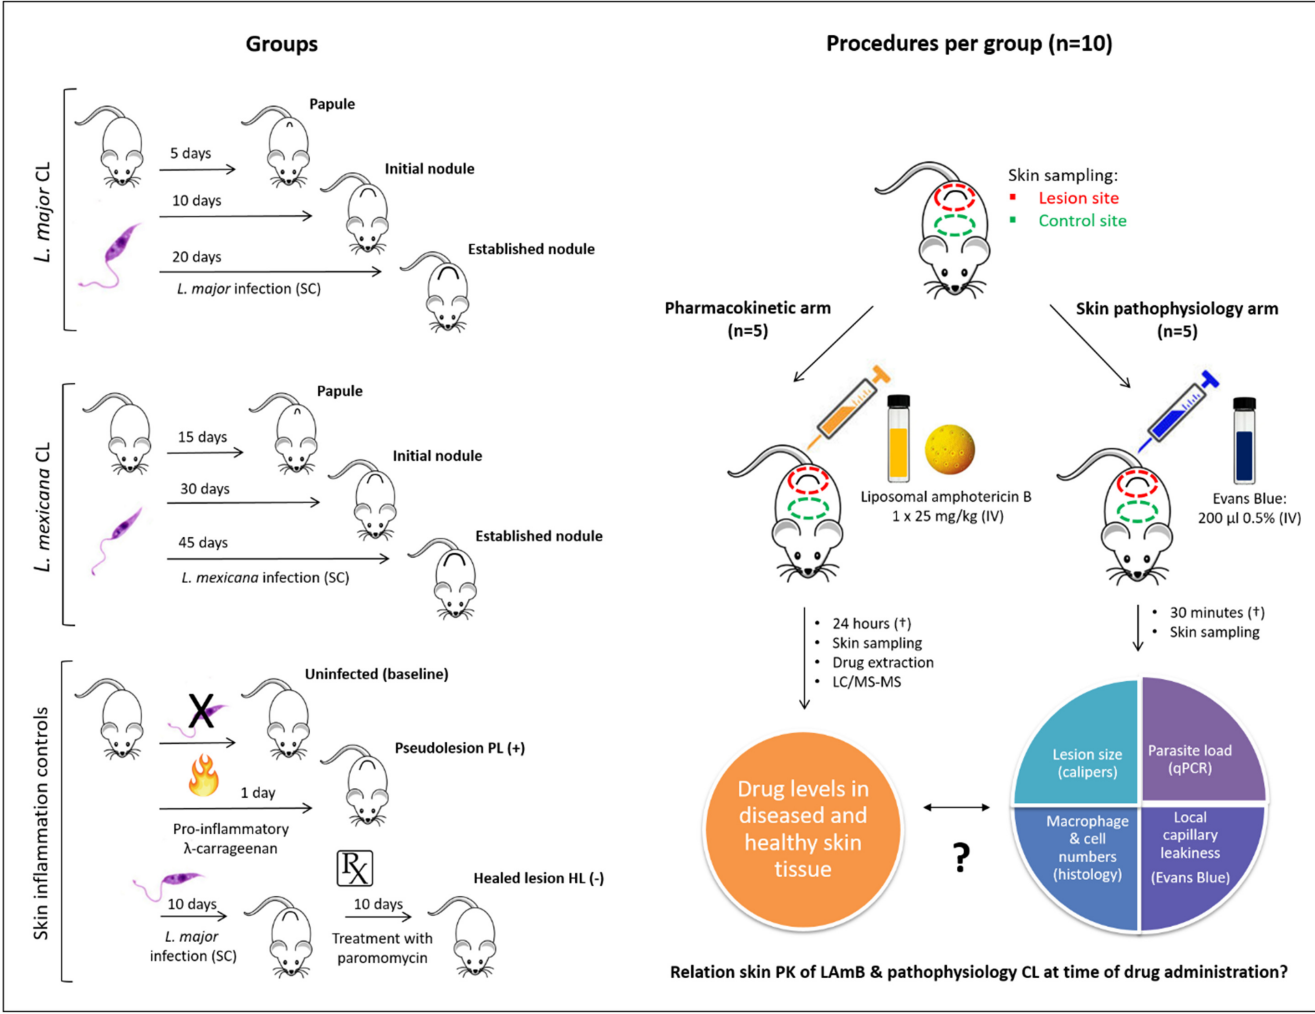 Groups
Procedures per group (n=10)
L. major CL
Papule
5 days
Initial nodule
10 days
Established nodule
20 days
L. major infection (SC)
L. mexicana CL
Papule
15 days
Initial nodule
30 days
Established nodule
45 days
L. mexicana infection (SC)
Skin inflammation controls
Uninfected (baseline)
X
Pseudolesion PL (+)
1 day
Pro-inflammatory
λ-carrageenan
Rx
Healed lesion HL (-)
10 days
L. major
infection (SC)
10 days
Treatment with
paromomycin
Skin sampling:
Lesion site
Control site
Pharmacokinetic arm
(n=5)
Skin pathophysiology arm
(n=5)
Liposomal amphotericin B
1 x 25 mg/kg (IV)
Evans Blue:
200 µl 0.5% (IV)
• 24 hours (†)
• Skin sampling
• Drug extraction
• LC/MS-MS
• 30 minutes (†)
• Skin sampling
Drug levels in
diseased and
healthy skin
tissue
?
Lesion size
(calipers)
Parasite load
(qPCR)
Macrophage
& cell
numbers
(histology)
Local
capillary
leakiness
(Evans Blue)
Relation skin PK of LAmB & pathophysiology CL at time of drug administration?